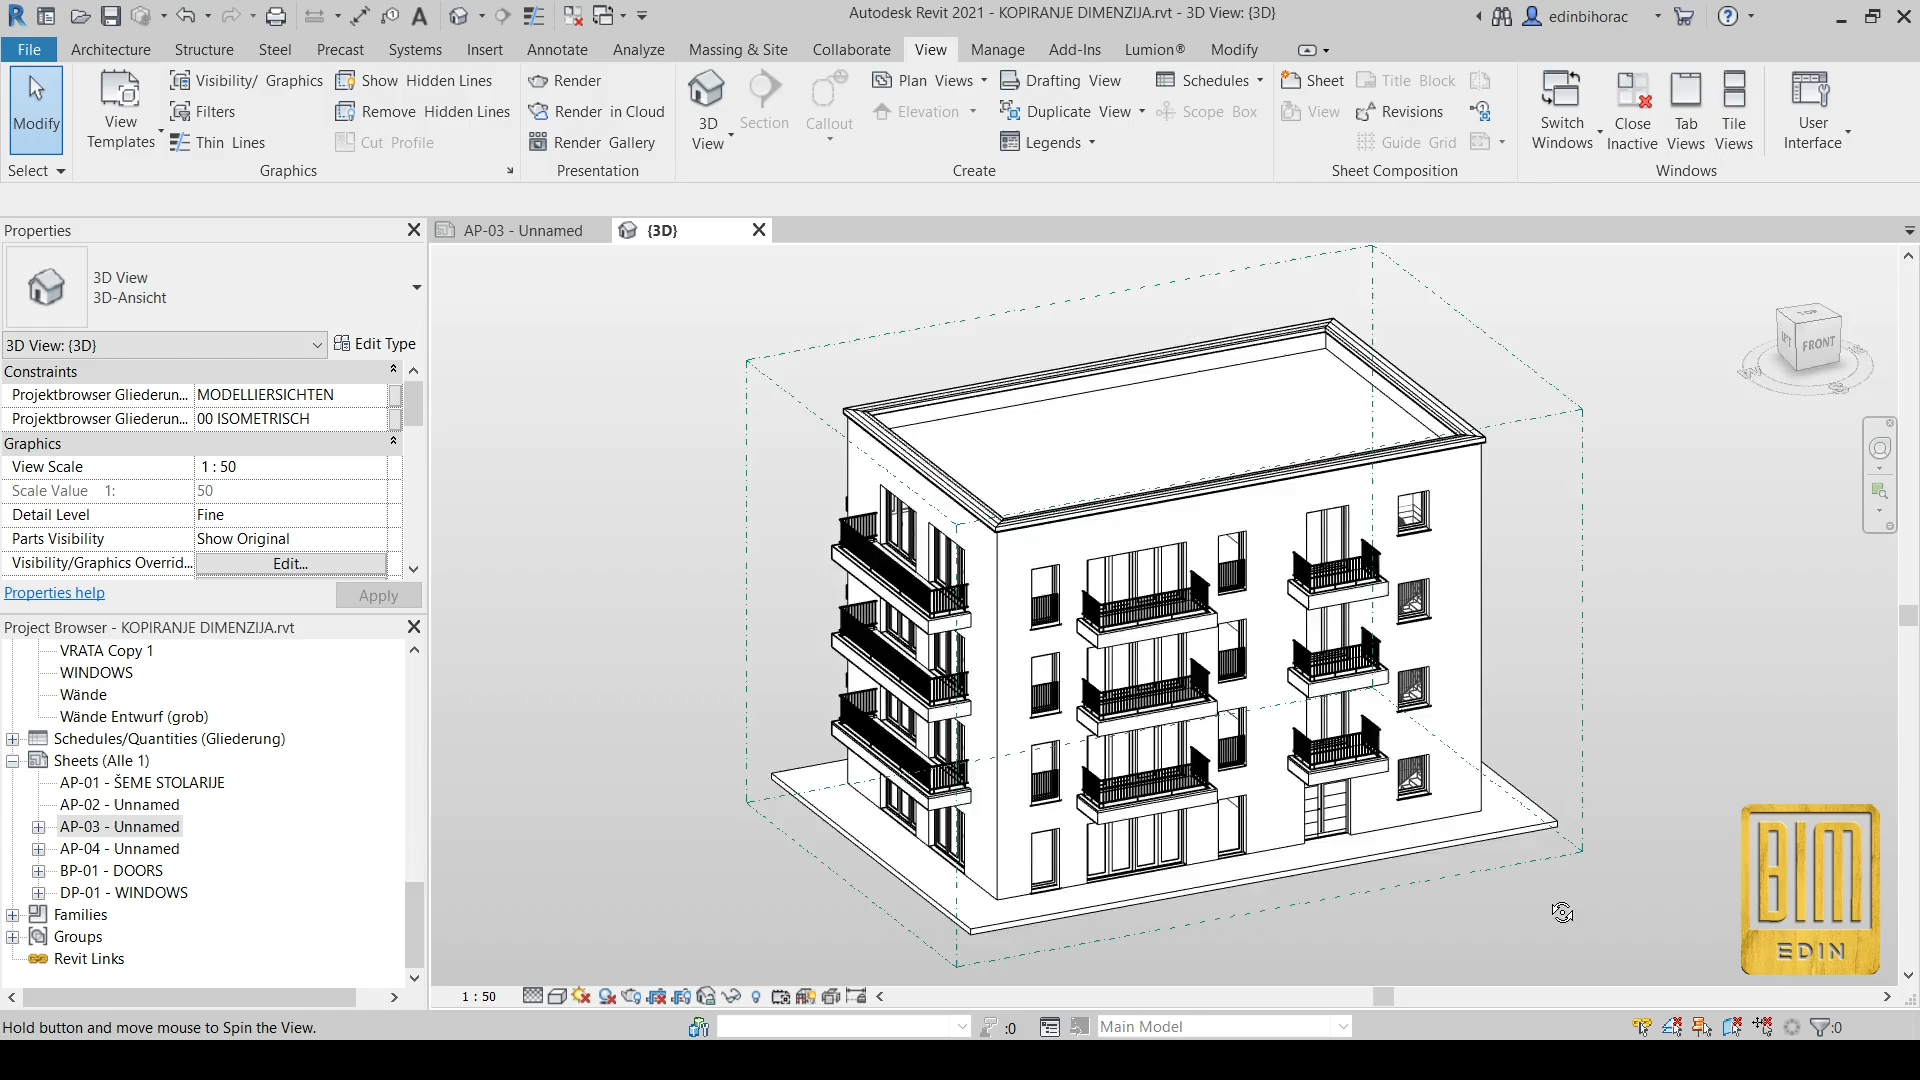 Autodesk Revit 2021 - KOPIRANJE DIMENZIJA.rvt - 3D View: {3D}
edinbihorac
File Architecture Structure Steel Precast Systems Insert Annotate Analyze Massing & Site Collaborate View Manage Add-Ins Lumion® Modify
Modify
View Templates
Visibility/ Graphics
Filters
Thin Lines
Show Hidden Lines
Remove Hidden Lines
Cut Profile
Render
Render in Cloud
Render Gallery
3D View
Section
Callout
Plan Views
Elevation
Drafting View
Duplicate View
Legends
Schedules
Scope Box
Sheet
View
Title Block
Revisions
Guide Grid
Switch Windows
Close Inactive
Tab Views
Tile Views
User Interface
Select Graphics Presentation Create Sheet Composition Windows
Properties
AP-03 - Unnamed
{3D}
3D View
3D-Ansicht
3D View: {3D} Edit Type
Constraints
Projektbrowser Gliederun... MODELLIERSICHTEN
Projektbrowser Gliederun... 00 ISOMETRISCH
Graphics
View Scale 1 : 50
Scale Value 1: 50
Detail Level Fine
Parts Visibility Show Original
Visibility/Graphics Overrid... Edit...
Properties help Apply
Project Browser - KOPIRANJE DIMENZIJA.rvt
VRATA Copy 1
WINDOWS
Wände
Wände Entwurf (grob)
Schedules/Quantities (Gliederung)
Sheets (Alle 1)
AP-01 - ŠEME STOLARIJE
AP-02 - Unnamed
AP-03 - Unnamed
AP-04 - Unnamed
BP-01 - DOORS
DP-01 - WINDOWS
Families
Groups
Revit Links
TOP
FRONT
BIM
EDIN
1 : 50
Hold button and move mouse to Spin the View.
:0
Main Model
:0